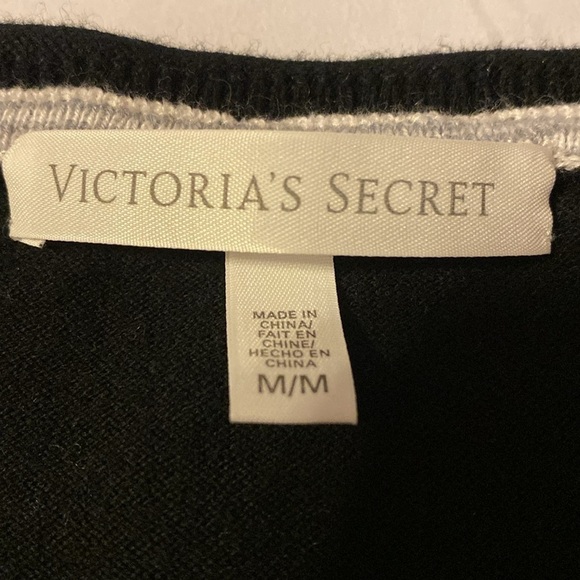 VICTORIA'S SECRET
MADE IN
CHINA/
FAIT EN
CHINE/
HECHO EN
CHINA
M/M